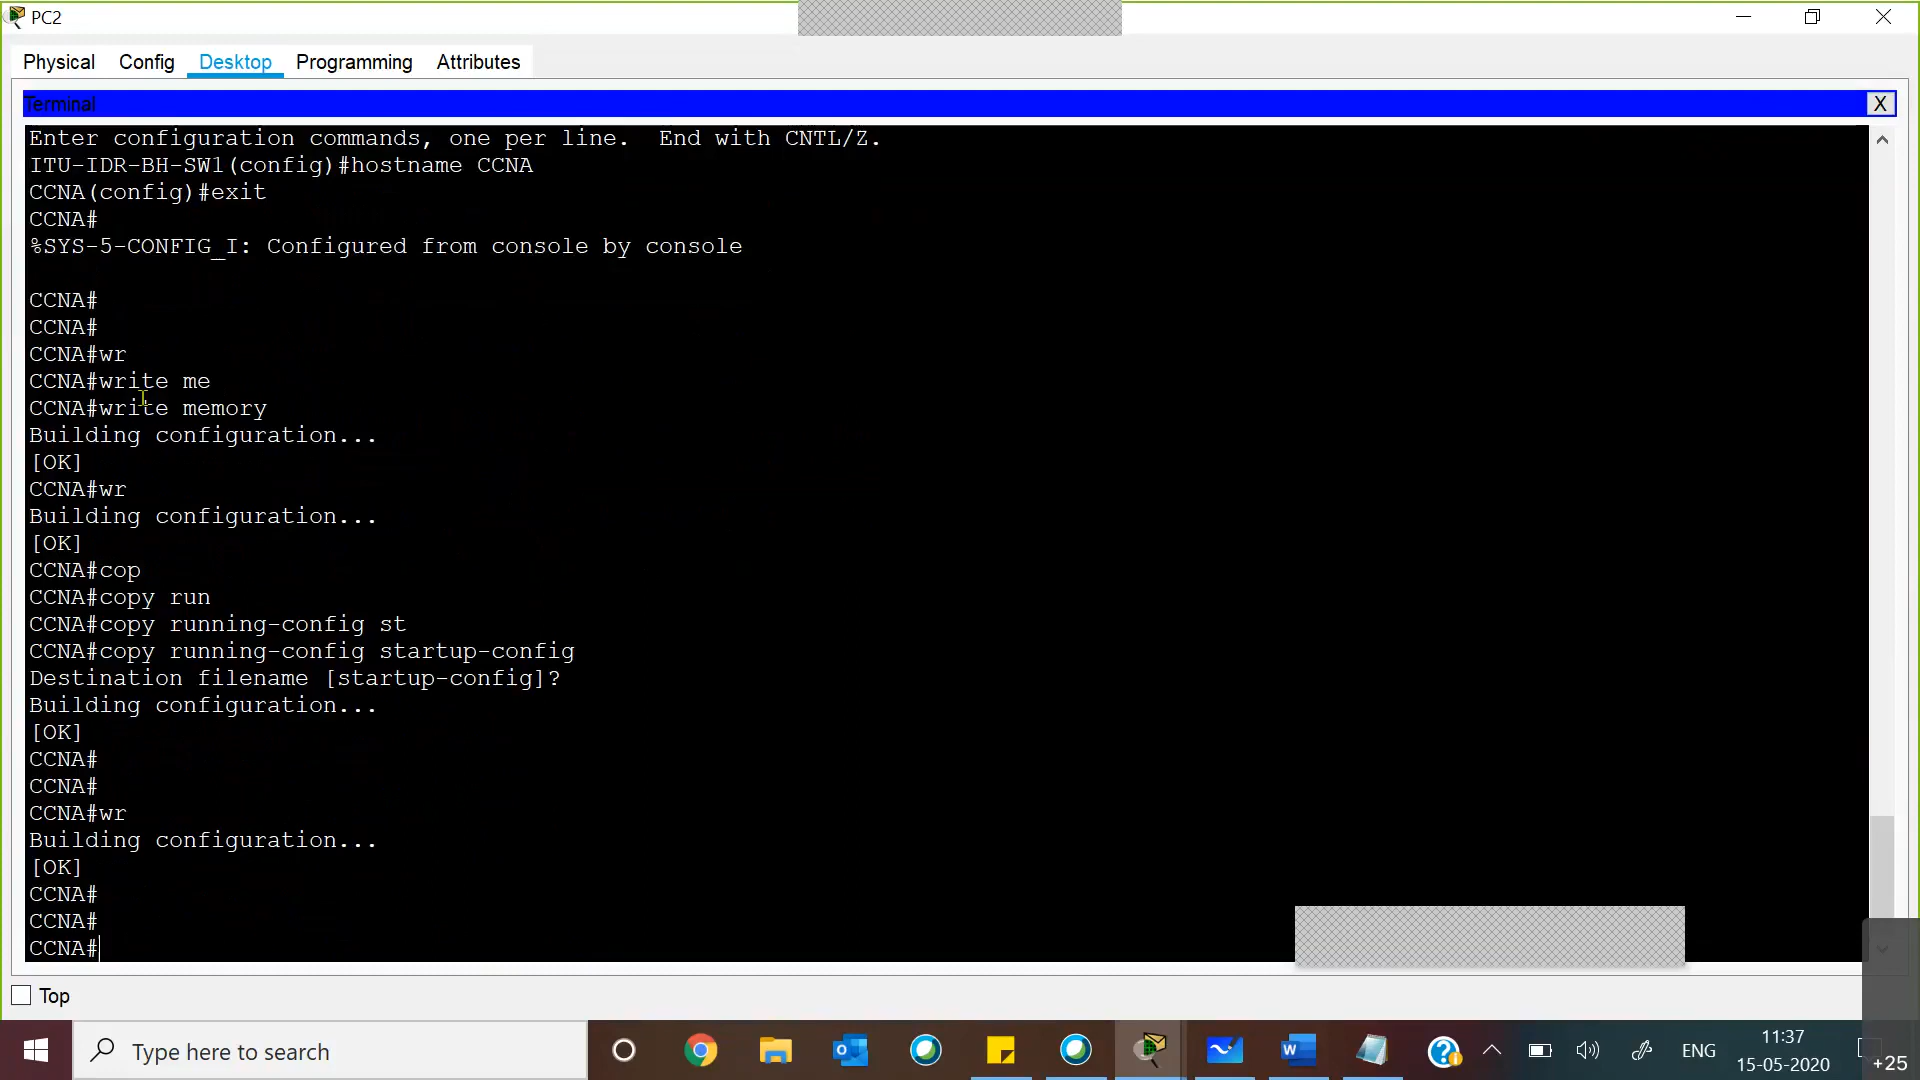 PC2
Physical Config Desktop Programming Attributes
Terminal X
Enter configuration commands, one per line.  End with CNTL/Z.
ITU-IDR-BH-SW1(config)#hostname CCNA
CCNA(config)#exit
CCNA#
%SYS-5-CONFIG_I: Configured from console by console
CCNA#
CCNA#
CCNA#wr
CCNA#write me
CCNA#write memory
Building configuration...
[OK]
CCNA#wr
Building configuration...
[OK]
CCNA#cop
CCNA#copy run
CCNA#copy running-config st
CCNA#copy running-config startup-config
Destination filename [startup-config]?
Building configuration...
[OK]
CCNA#
CCNA#
CCNA#wr
Building configuration...
[OK]
CCNA#
CCNA#
CCNA#
Top
Type here to search
ENG
11:37
15-05-2020
+25